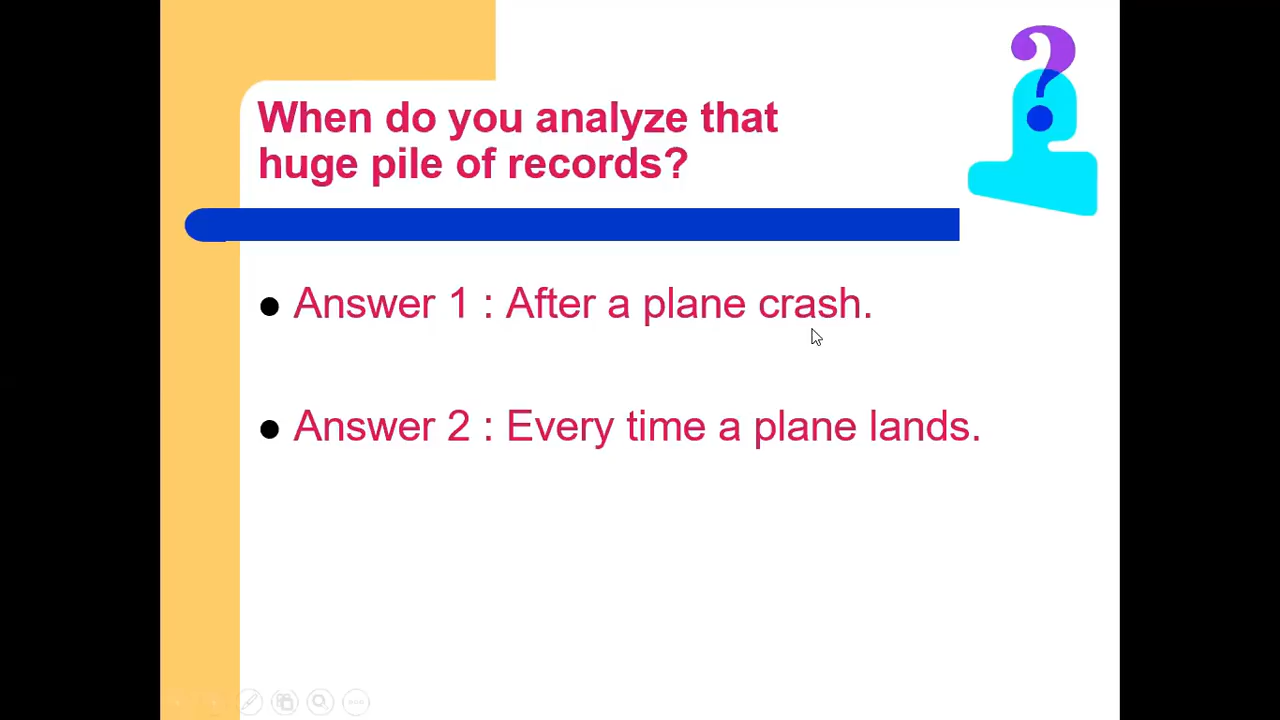 When do you analyze that
huge pile of records?
Answer 1 : After a plane crash.
Answer 2 : Every time a plane lands.